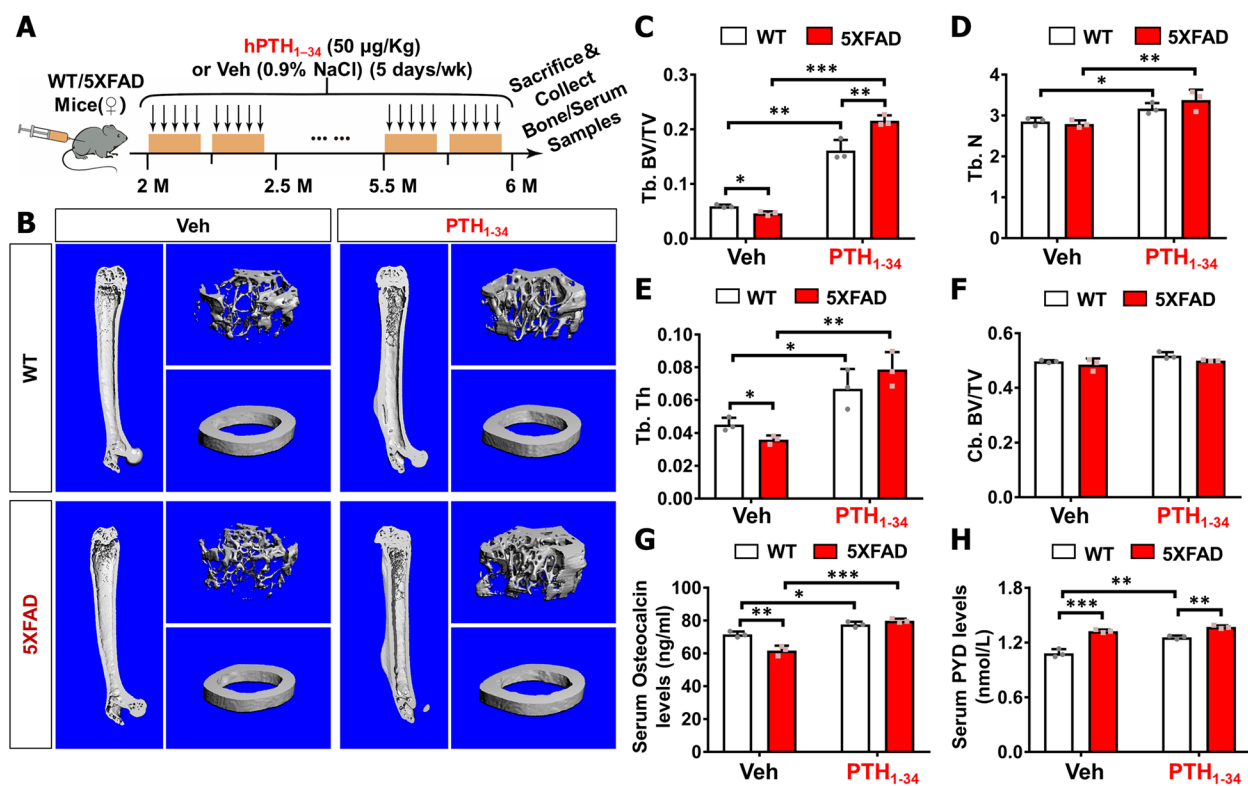 A
hPTH1–34 (50 μg/Kg)
or Veh (0.9% NaCl) (5 days/wk)
WT/5XFAD
Mice(♀)
Sacrifice &
Collect
Bone/Serum
Samples
... ...
2 M
2.5 M
5.5 M
6 M
B
Veh
PTH1-34
WT
5XFAD
C
WT
5XFAD
Tb. BV/TV
0.3
0.2
0.1
0.0
***
**
**
*
Veh
PTH1-34
D
WT
5XFAD
Tb. N
5
4
3
2
1
0
**
*
Veh
PTH1-34
E
WT
5XFAD
Tb. Th
0.10
0.08
0.06
0.04
0.02
0.00
**
*
*
Veh
PTH1-34
F
WT
5XFAD
Cb. BV/TV
0.6
0.4
0.2
0.0
Veh
PTH1-34
G
WT
5XFAD
Serum Osteocalcin
levels (ng/ml)
100
80
60
40
20
0
***
*
**
Veh
PTH1-34
H
WT
5XFAD
Serum PYD levels
(nmol/L)
1.8
1.2
0.6
0.0
**
***
**
Veh
PTH1-34